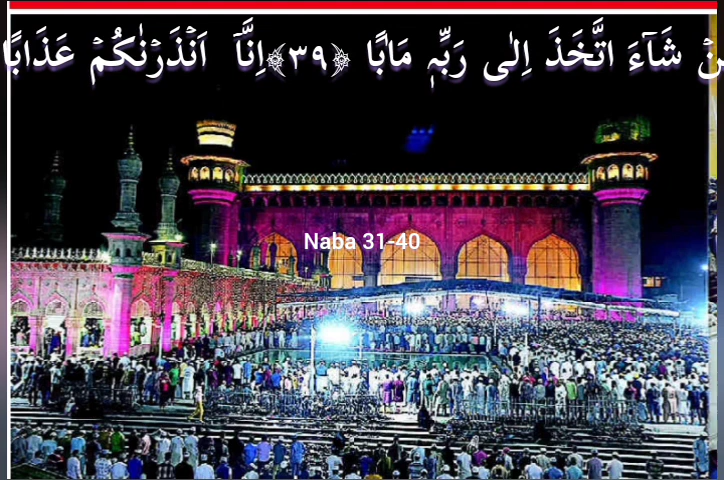 شَآءَ اتَّخَذَ اِلٰى رَبِّهٖ مَاٰبًا ﴿٣٩﴾ اِنَّاۤ اَنْذَرْنٰكُمْ عَذَابًا
Naba 31-40